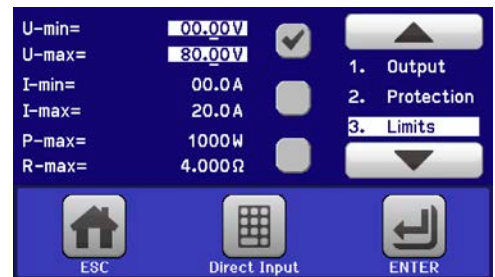 U-min= 00.00V
U-max= 80.00V
I-min= 00.0A
I-max= 20.0A
P-max= 1000W
R-max= 4.000Ω
1. Output
2. Protection
3. Limits
ESC
Direct Input
ENTER